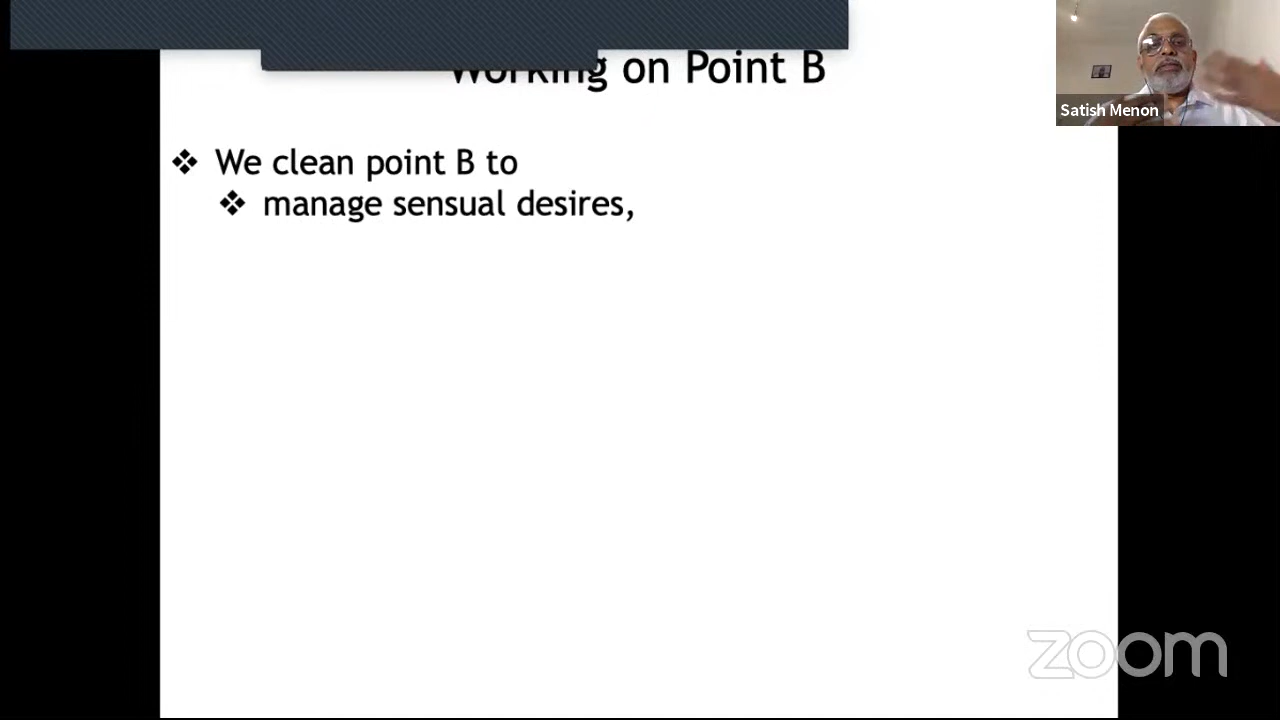 Working on Point B
Satish Menon
❖ We clean point B to
❖ manage sensual desires,
zoom